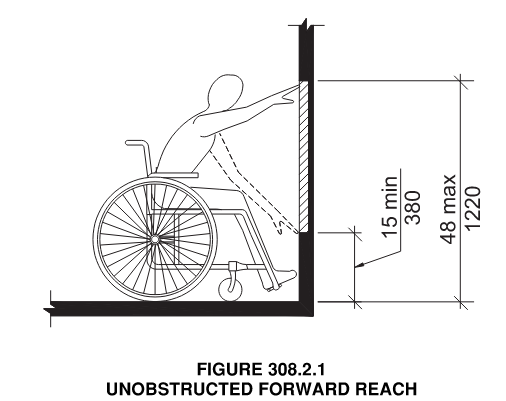 15 min
380
48 max
1220
FIGURE 308.2.1
UNOBSTRUCTED FORWARD REACH